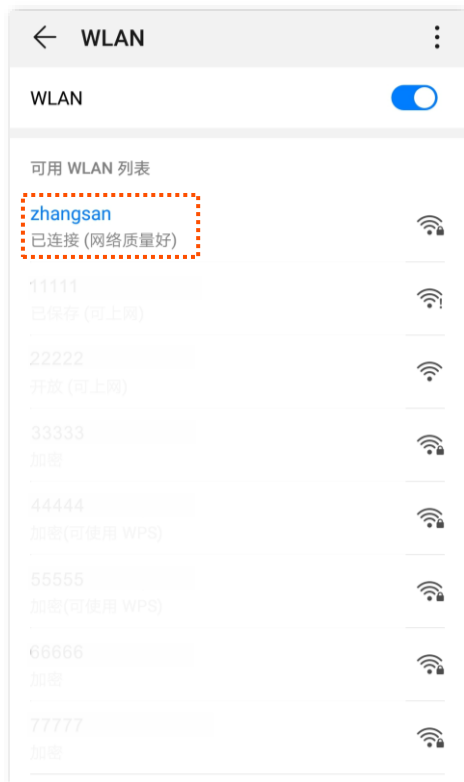 WLAN
WLAN
可用 WLAN 列表
zhangsan
已连接 (网络质量好)
11111
已保存 (可上网)
22222
开放 (可上网)
33333
加密
44444
加密(可使用 WPS)
55555
加密(可使用 WPS)
66666
加密
77777
加密